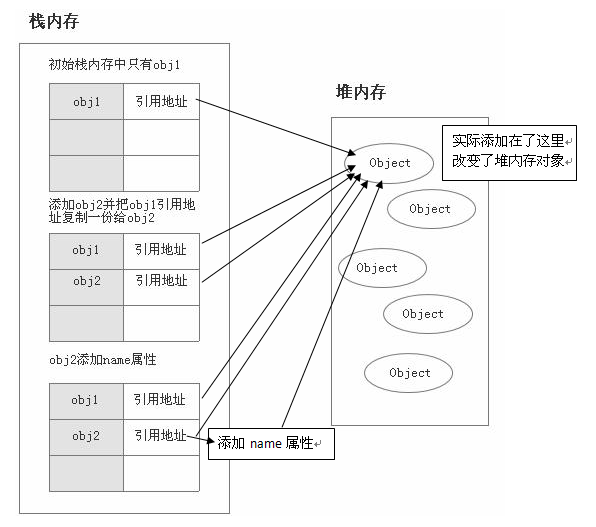 栈内存
初始栈内存中只有obj1
obj1 引用地址
添加obj2并把obj1引用地
址复制一份给obj2
obj1 引用地址
obj2 引用地址
obj2添加name属性
obj1 引用地址
obj2 引用地址
添加 name 属性
堆内存
Object
实际添加在了这里
改变了堆内存对象
Object
Object
Object
Object